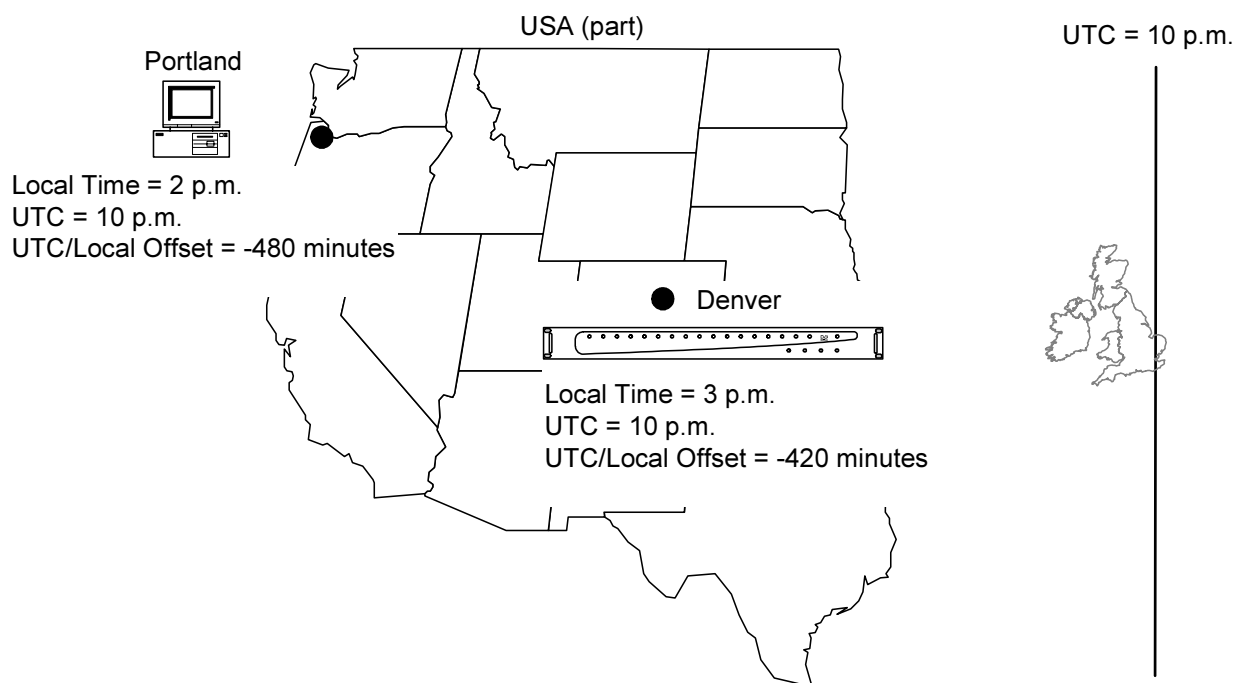 USA (part)
UTC = 10 p.m.
Portland
Local Time = 2 p.m.
UTC = 10 p.m.
UTC/Local Offset = -480 minutes
Denver
Local Time = 3 p.m.
UTC = 10 p.m.
UTC/Local Offset = -420 minutes